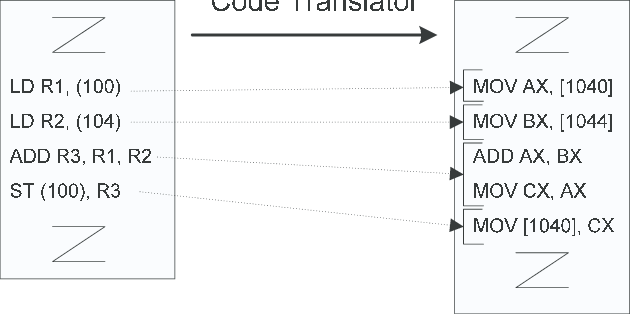 Code Translator
LD R1, (100)
LD R2, (104)
ADD R3, R1, R2
ST (100), R3
MOV AX, [1040]
MOV BX, [1044]
ADD AX, BX
MOV CX, AX
MOV [1040], CX